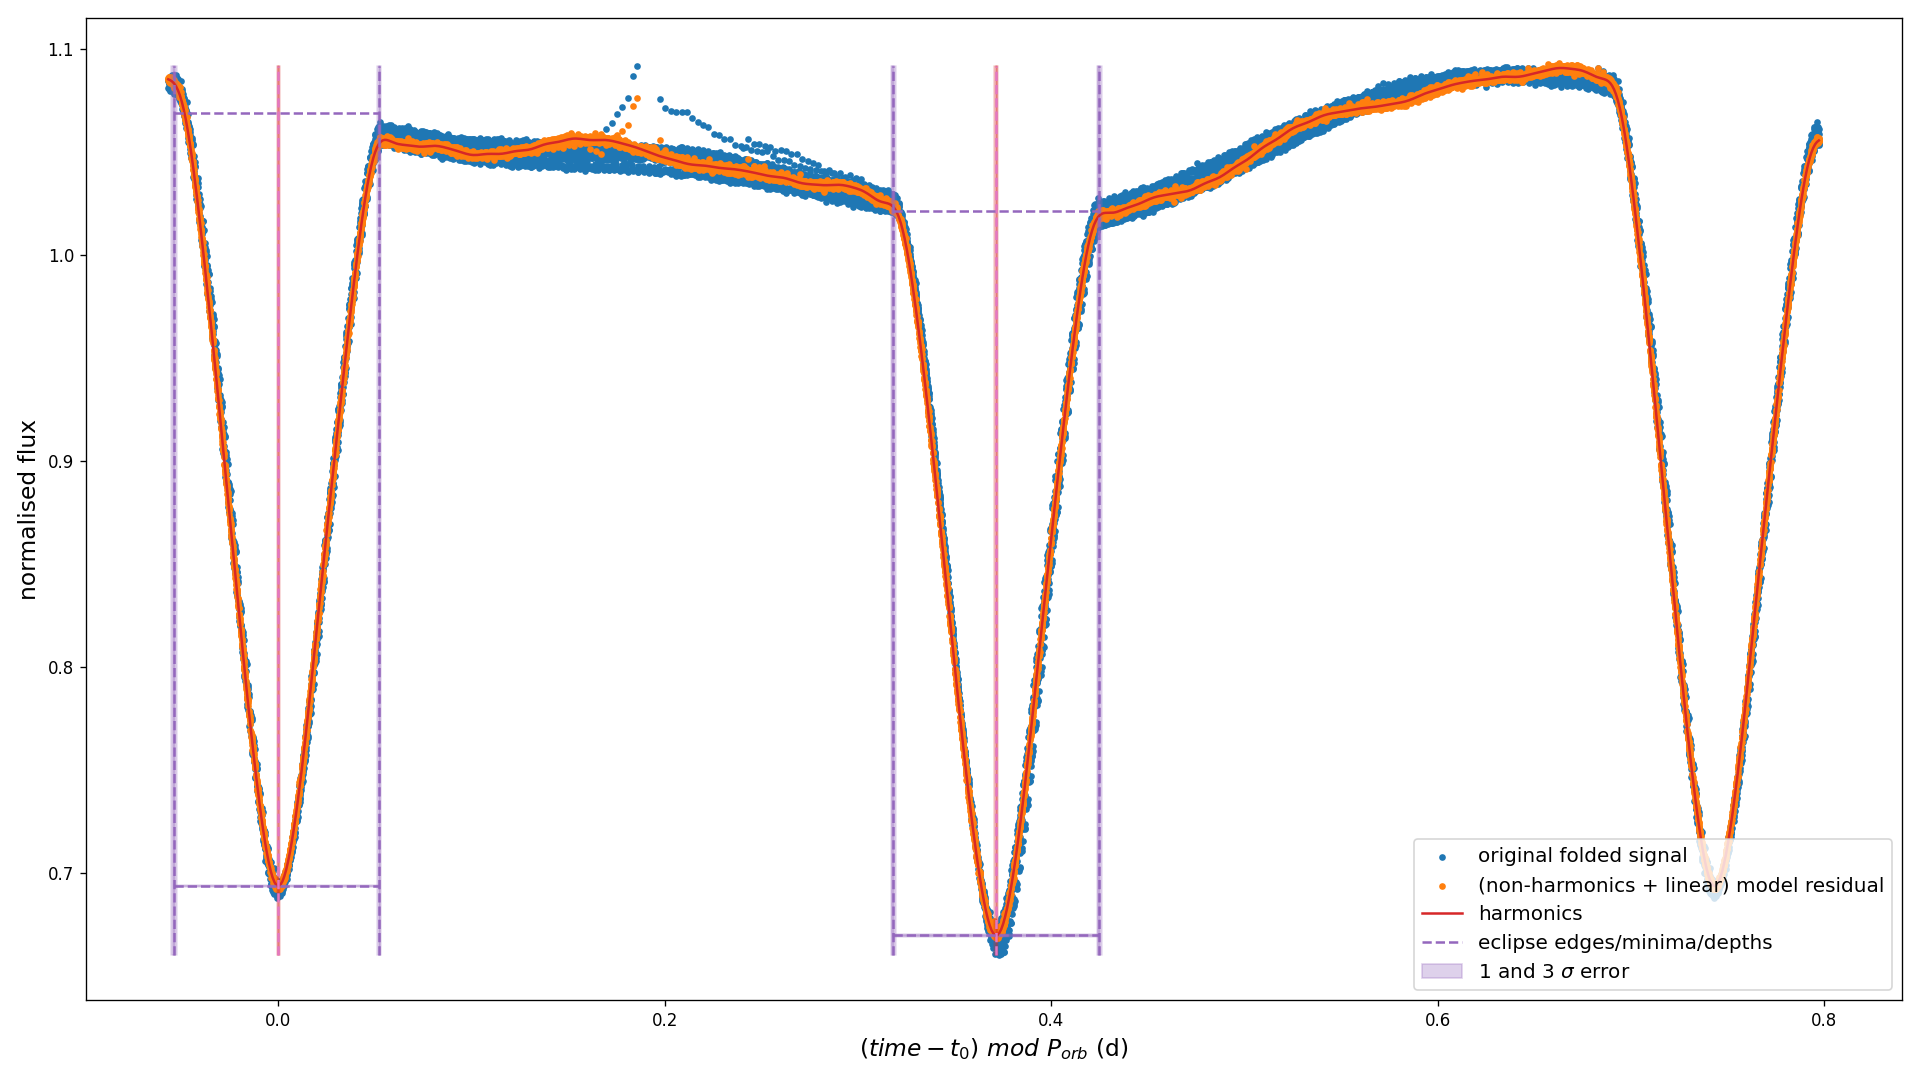 1.1
1.0
0.9
0.8
0.7
normalised flux
0.0
0.2
0.4
0.6
0.8
(time − t₀) mod Pₒᵣb (d)
original folded signal
(non-harmonics + linear) model residual
harmonics
eclipse edges/minima/depths
1 and 3 σ error